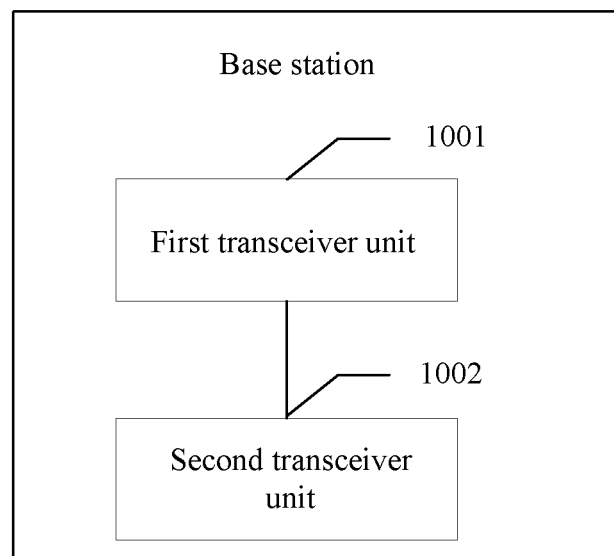 Base station
1001
First transceiver unit
1002
Second transceiver
unit